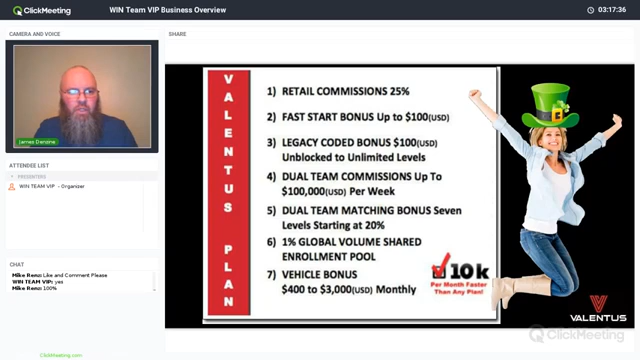 ClickMeeting
WIN Team VIP Business Overview
03:17:36
CAMERA AND VOICE
SHARE
James Denzine
ATTENDEE LIST
PRESENTERS
WIN TEAM VIP - Organizer
CHAT
Mike Renz: Like and Comment Please
WIN TEAM VIP: yes
Mike Renz: 100%
ClickMeeting.com
VALENTUS PLAN
1) RETAIL COMMISSIONS 25%
2) FAST START BONUS Up to $100(USD)
3) LEGACY CODED BONUS $100(USD)
Unblocked to Unlimited Levels
4) DUAL TEAM COMMISSIONS Up To
$100,000(USD) Per Week
5) DUAL TEAM MATCHING BONUS Seven
Levels Starting at 20%
6) 1% GLOBAL VOLUME SHARED
ENROLLMENT POOL
7) VEHICLE BONUS
$400 to $3,000(USD) Monthly
10k
Per Month Faster
Than Any Plan!
VALENTUS
ClickMeeting